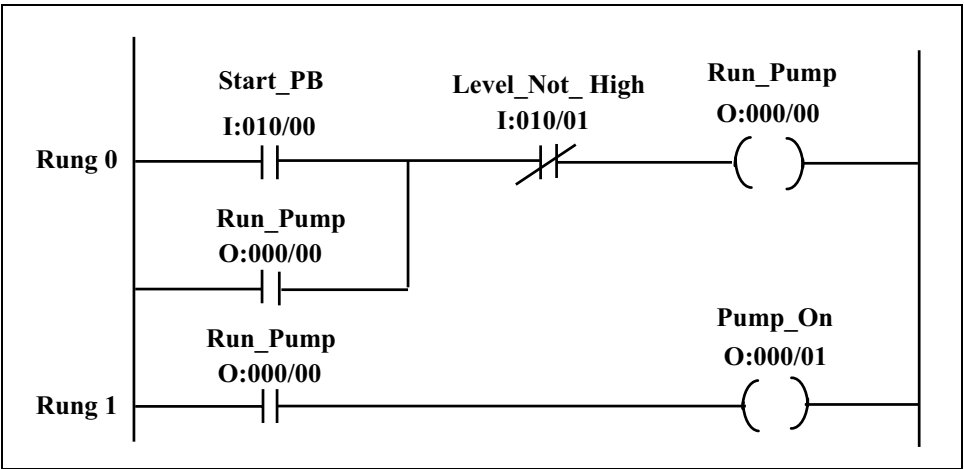 Start_PB
I:010/00
Level_Not_ High
I:010/01
Run_Pump
O:000/00
Rung 0
Run_Pump
O:000/00
Run_Pump
O:000/00
Pump_On
O:000/01
Rung 1